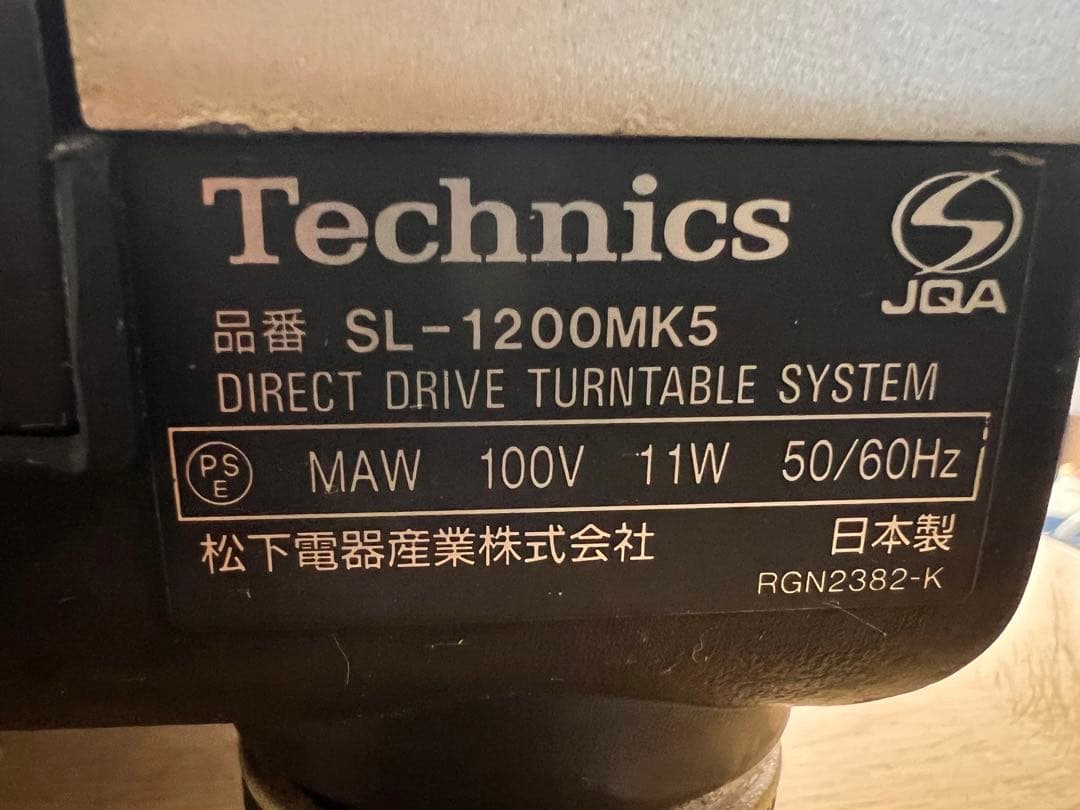 Technics
JQA
品番 SL-1200MK5
DIRECT DRIVE TURNTABLE SYSTEM
PSE MAW 100V 11W 50/60Hz
松下電器産業株式会社 日本製
RGN2382-K